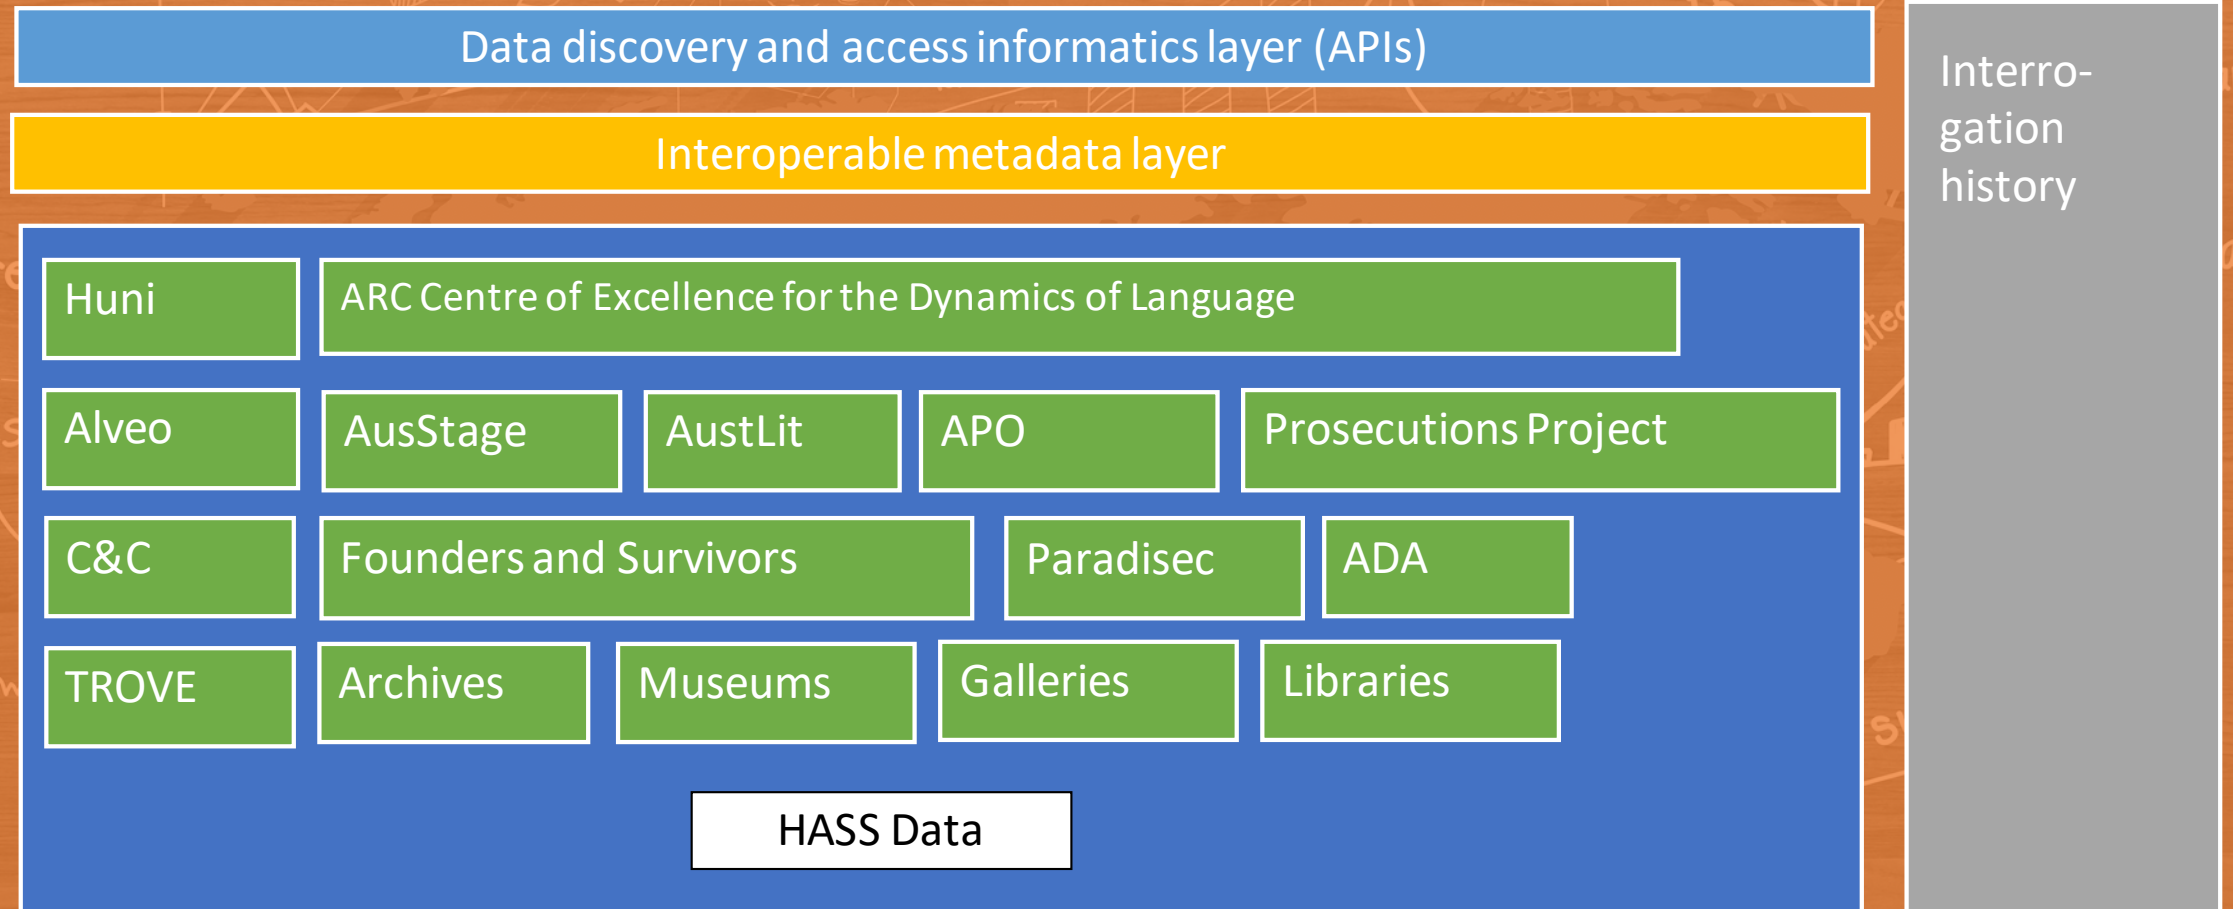 Data discovery and access informatics layer (APIs)
Interoperable metadata layer
Huni
ARC Centre of Excellence for the Dynamics of Language
Alveo
AusStage
AustLit
APO
Prosecutions Project
C&C
Founders and Survivors
Paradisec
ADA
TROVE
Archives
Museums
Galleries
Libraries
HASS Data
Interro-
gation
history